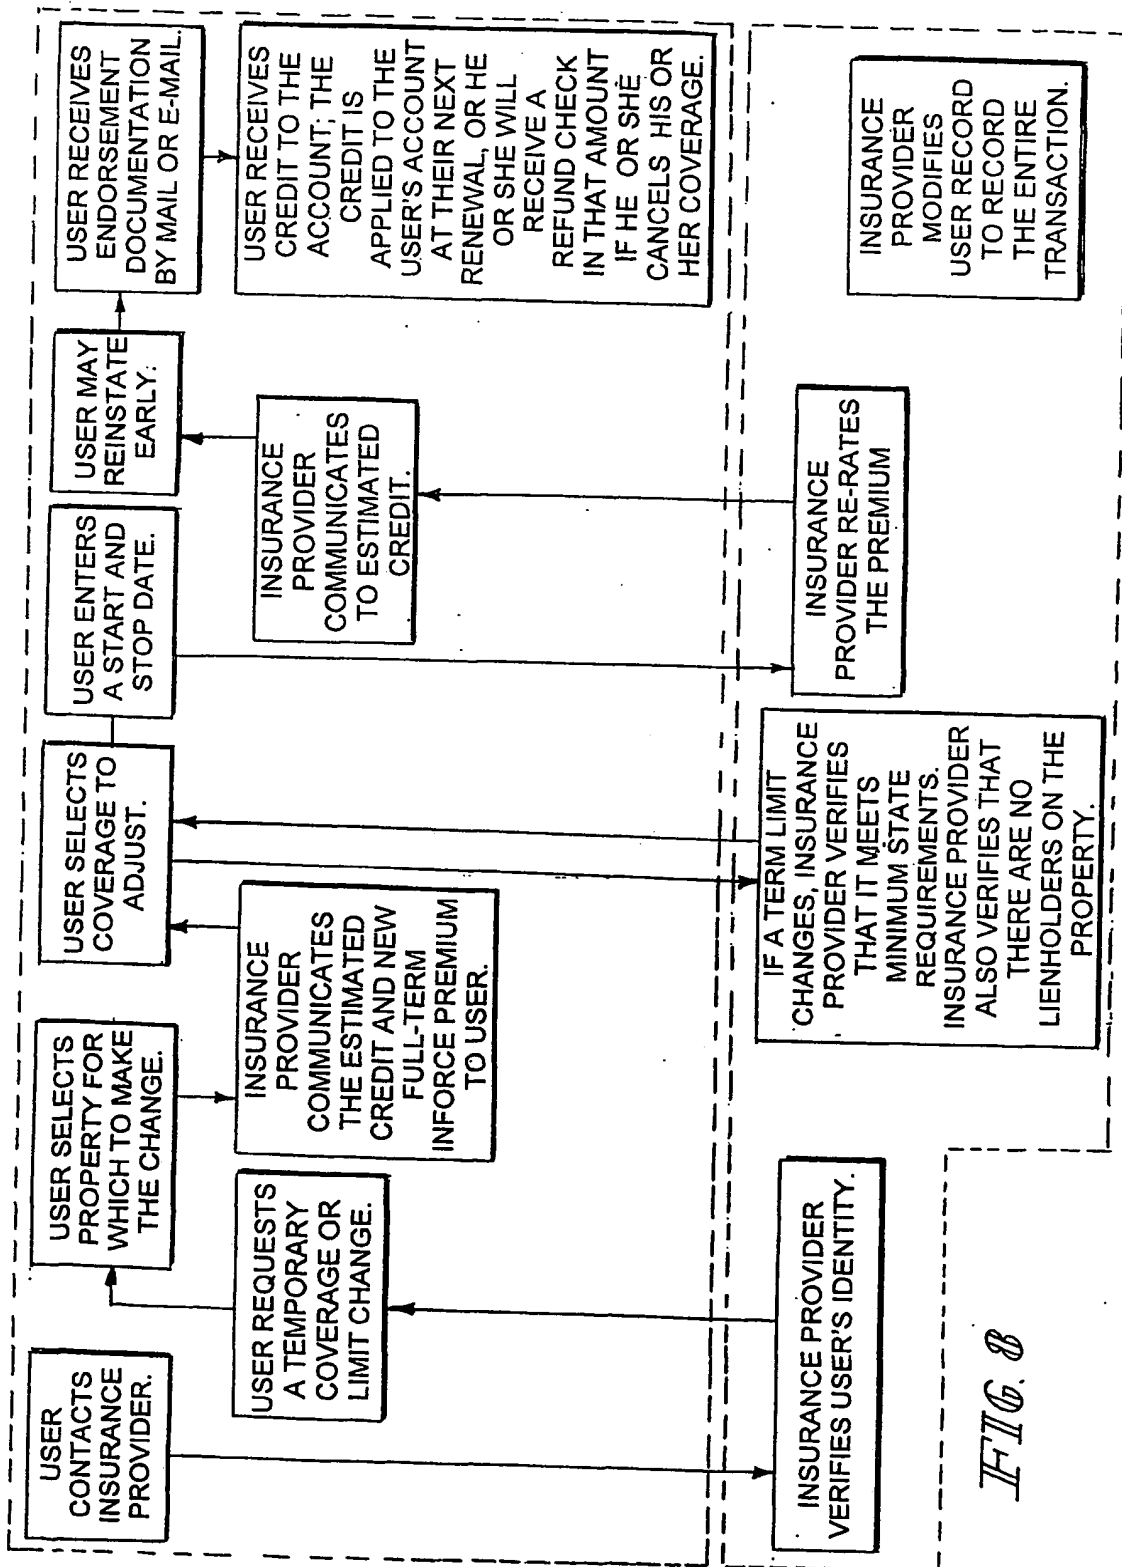 USER
CONTACTS
INSURANCE
PROVIDER.
INSURANCE PROVIDER
VERIFIES USER'S IDENTITY.
USER REQUESTS
A TEMPORARY
COVERAGE OR
LIMIT CHANGE.
USER SELECTS
PROPERTY FOR
WHICH TO MAKE
THE CHANGE.
INSURANCE
PROVIDER
COMMUNICATES
THE ESTIMATED
CREDIT AND NEW
FULL-TERM
INFORCE PREMIUM
TO USER.
USER SELECTS
COVERAGE TO
ADJUST.
IF A TERM LIMIT
CHANGES, INSURANCE
PROVIDER VERIFIES
THAT IT MEETS
MINIMUM STATE
REQUIREMENTS.
INSURANCE PROVIDER
ALSO VERIFIES THAT
THERE ARE NO
LIENHOLDERS ON THE
PROPERTY.
USER ENTERS
A START AND
STOP DATE.
INSURANCE
PROVIDER RE-RATES
THE PREMIUM
INSURANCE
PROVIDER
COMMUNICATES
TO ESTIMATED
CREDIT.
USER MAY
REINSTATE
EARLY.
USER RECEIVES
ENDORSEMENT
DOCUMENTATION
BY MAIL OR E-MAIL.
USER RECEIVES
CREDIT TO THE
ACCOUNT; THE
CREDIT IS
APPLIED TO THE
USER'S ACCOUNT
AT THEIR NEXT
RENEWAL, OR HE
OR SHE WILL
RECEIVE A
REFUND CHECK
IN THAT AMOUNT
IF HE OR SHE
CANCELS HIS OR
HER COVERAGE.
INSURANCE
PROVIDER
MODIFIES
USER RECORD
TO RECORD
THE ENTIRE
TRANSACTION.
FIG. 8